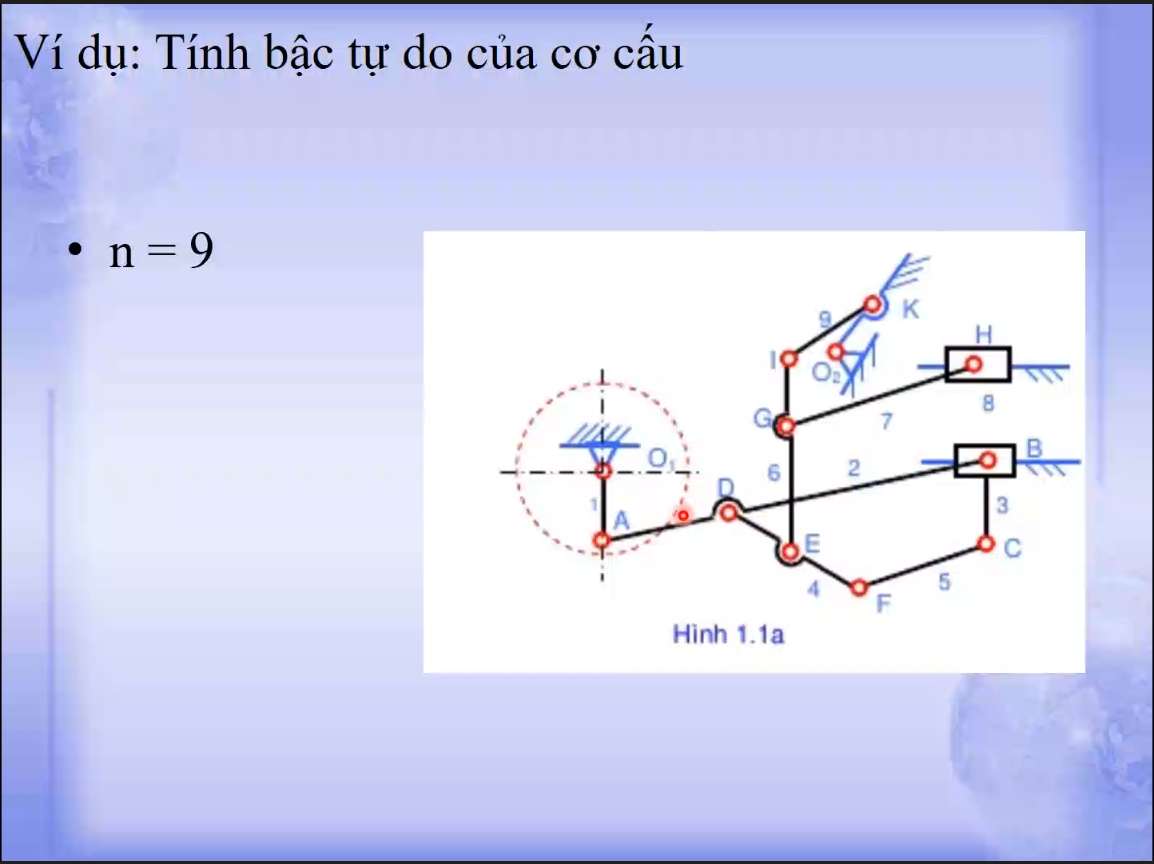 Ví dụ: Tính bậc tự do của cơ cấu
• n = 9
K
9
H
I
O₂
8
G
7
O₁
B
6
2
D
1
3
A
E
C
5
4
F
Hình 1.1a